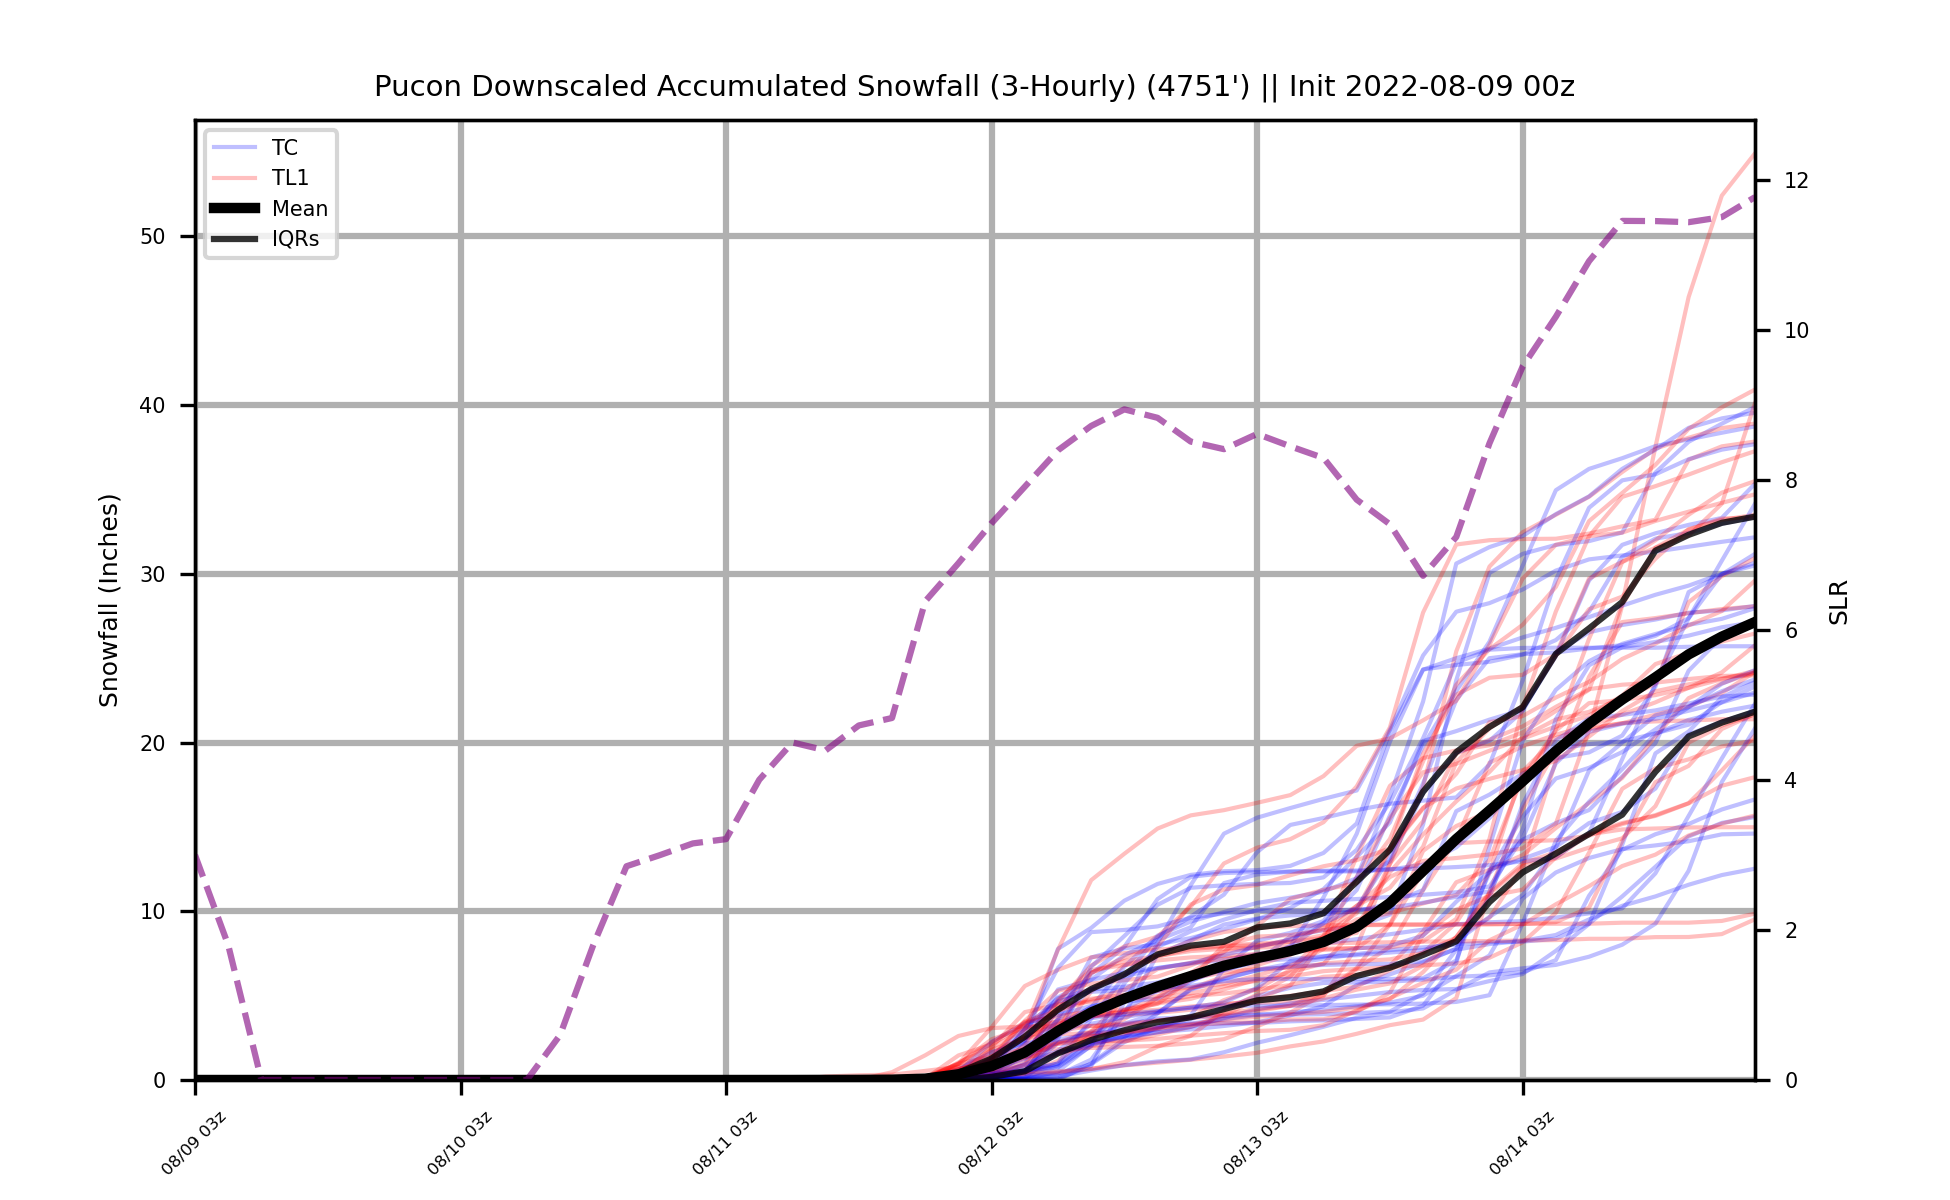 Pucon Downscaled Accumulated Snowfall (3-Hourly) (4751') || Init 2022-08-09 00z
TC
TL1
Mean
IQRs
Snowfall (Inches)
50
40
30
20
10
0
12
10
8
6
4
2
0
SLR
08/09 03z
08/10 03z
08/11 03z
08/12 03z
08/13 03z
08/14 03z